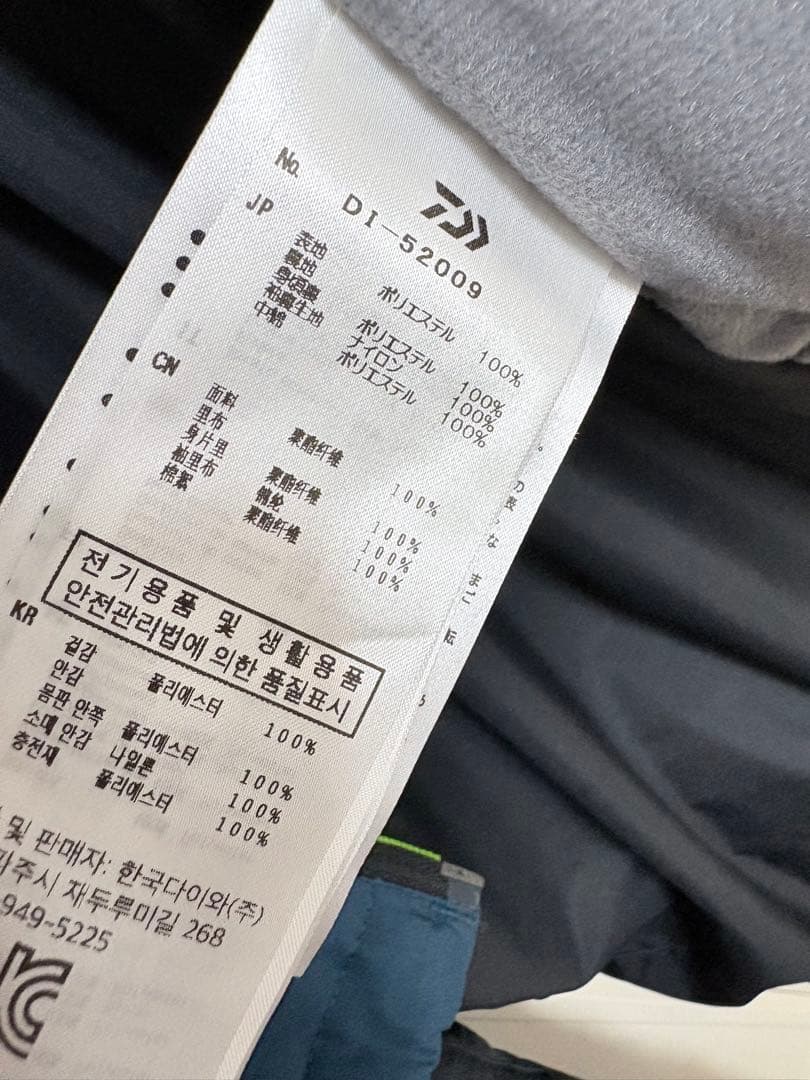 No. DI-52009
JP
表地 ポリエステル 100%
裏地
身頃裏 ポリエステル 100%
袖裏生地 ナイロン 100%
中綿 ポリエステル 100%
CN
面料 聚酯纤维 100%
里布
身片里 聚酯纤维 100%
袖里布 锦纶 100%
棉絮 聚酯纤维 100%
전기용품 및 생활용품
안전관리법에 의한 품질표시
KR
겉감 폴리에스터 100%
안감
몸판 안쪽 폴리에스터 100%
소매 안감 나일론 100%
충전재 폴리에스터 100%
및 판매자: 한국다이와(주)
파주시 재두루미길 268
949-5225